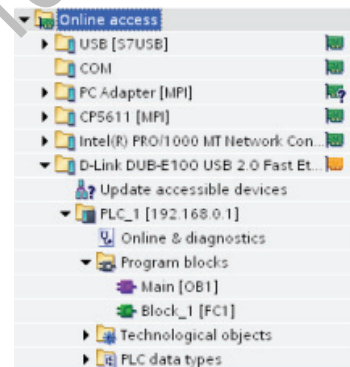 Online access
USB [S7USB]
COM
PC Adapter [MPI]
CP5611 [MPI]
Intel(R) PRO/1000 MT Network Con...
D-Link DUB-E100 USB 2.0 Fast Et...
Update accessible devices
PLC_1 [192.168.0.1]
Online & diagnostics
Program blocks
Main [OB1]
Block_1 [FC1]
Technological objects
PLC data types